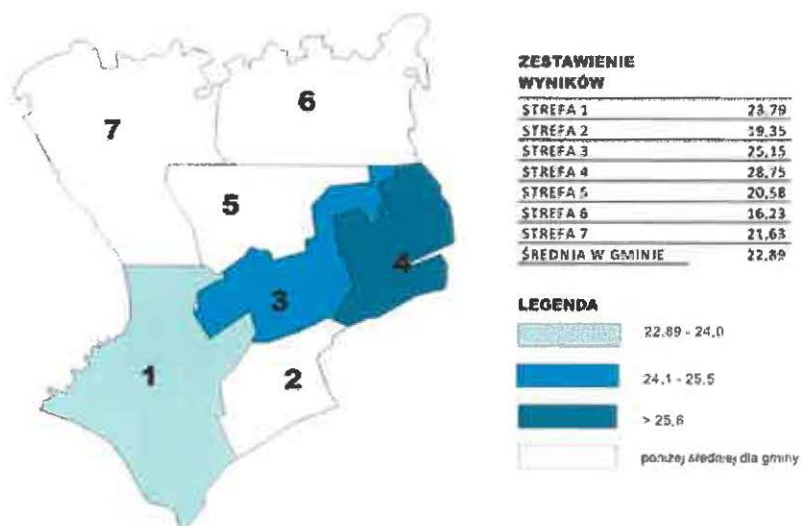 7
6
5
4
3
1
2
ZESTAWIENIE
WYNIKÓW
STREFA 1 23,79
STREFA 2 19,35
STREFA 3 25,15
STREFA 4 28,75
STREFA 5 20,58
STREFA 6 16,23
STREFA 7 21,63
ŚREDNIA W GMINIE 22,89
LEGENDA
22,89 - 24,0
24,1 - 25,5
> 25,6
poniżej średniej dla gminy